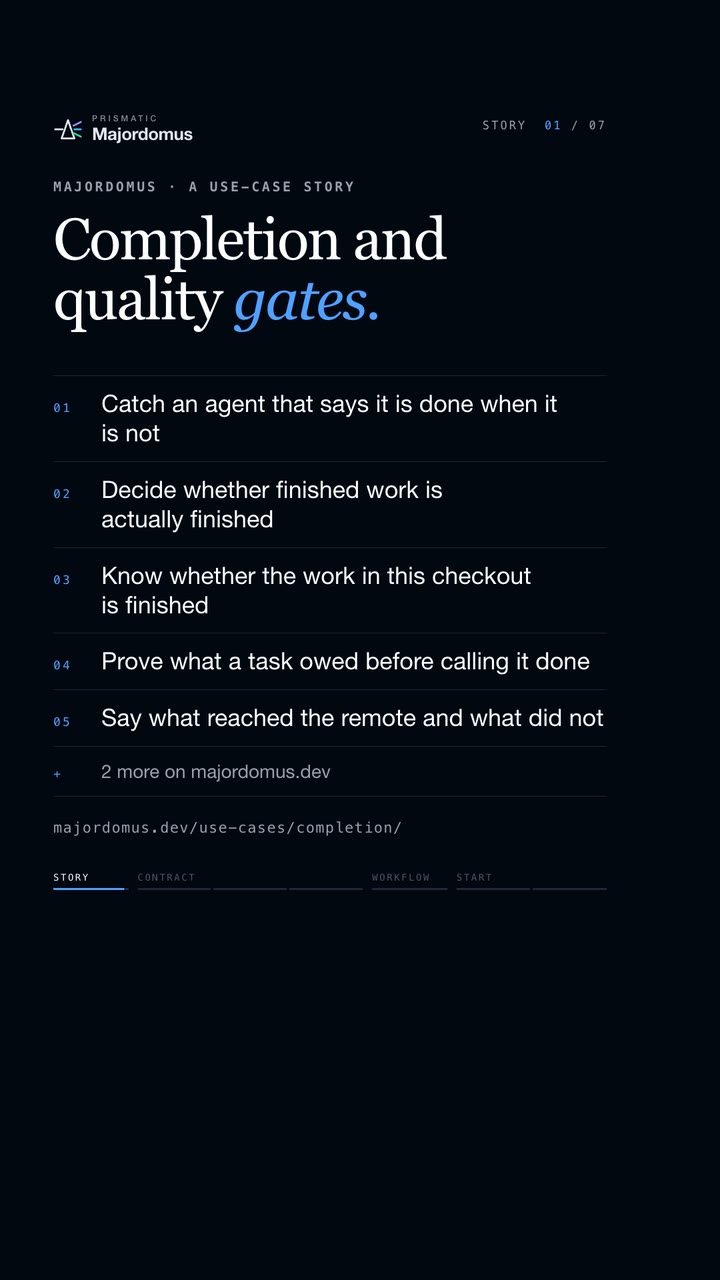 PRISMATIC
Majordomus
STORY 01 / 07
MAJORDOMUS · A USE-CASE STORY
Completion and
quality gates.
01 Catch an agent that says it is done when it
is not
02 Decide whether finished work is
actually finished
03 Know whether the work in this checkout
is finished
04 Prove what a task owed before calling it done
05 Say what reached the remote and what did not
+ 2 more on majordomus.dev
majordomus.dev/use-cases/completion/
STORY CONTRACT WORKFLOW START